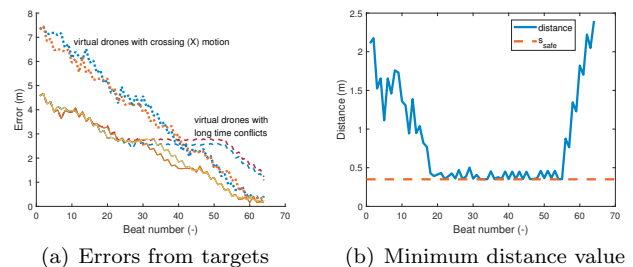 8
7
6
5
4
3
2
1
0
Error (m)
virtual drones with crossing (X) motion
virtual drones with
long time conflicts
0 10 20 30 40 50 60 70
Beat number (-)
(a) Errors from targets
2.5
2
1.5
1
0.5
0
Distance (m)
distance
s_safe
0 10 20 30 40 50 60 70
Beat number (-)
(b) Minimum distance value